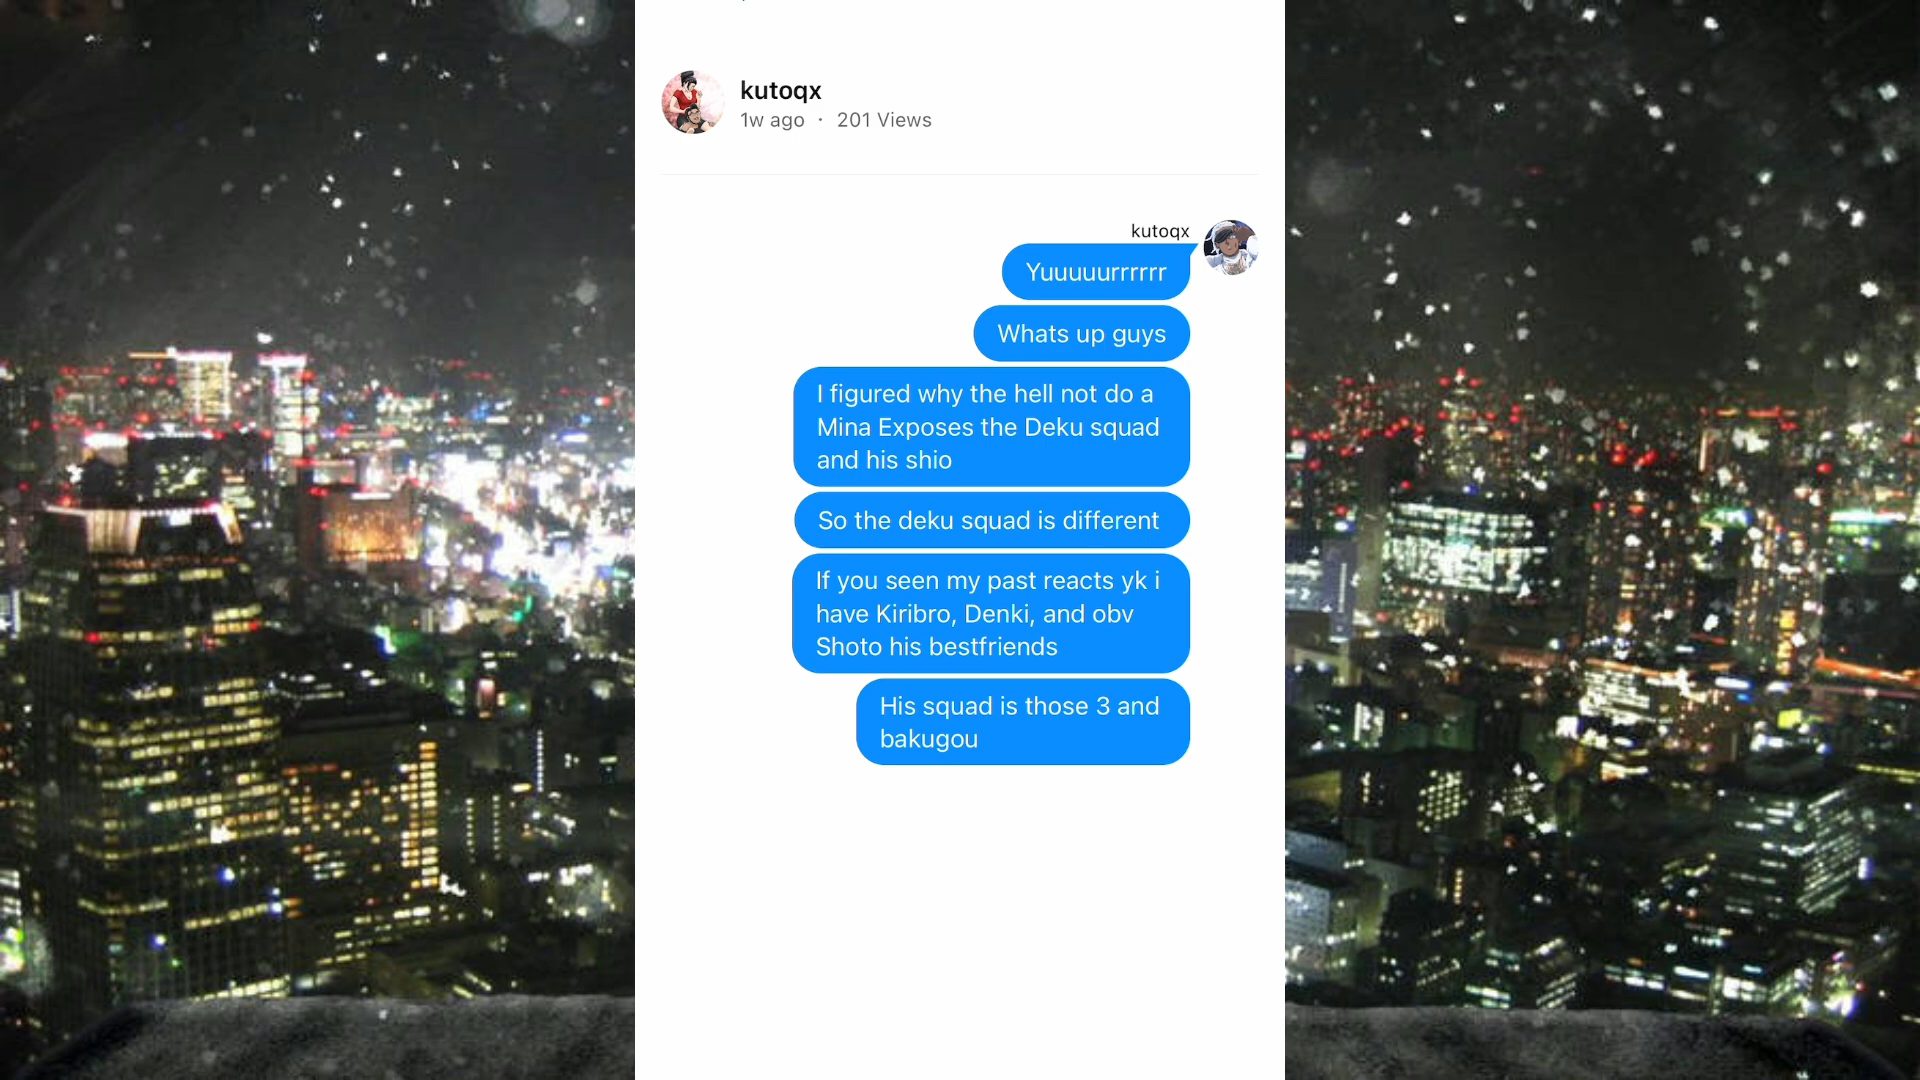 kutoqx
1w ago · 201 Views
kutoqx
Yuuuuurrrrrr
Whats up guys
I figured why the hell not do a
Mina Exposes the Deku squad
and his shio
So the deku squad is different
If you seen my past reacts yk i
have Kiribro, Denki, and obv
Shoto his bestfriends
His squad is those 3 and
bakugou